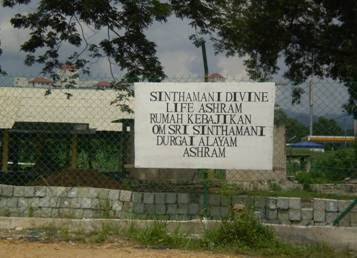 SINTHAMANI DIVINE
LIFE ASHRAM
RUMAH KEBAJIKAN
OM SRI SINTHAMANI
DURGAI ALAYAM
ASHRAM